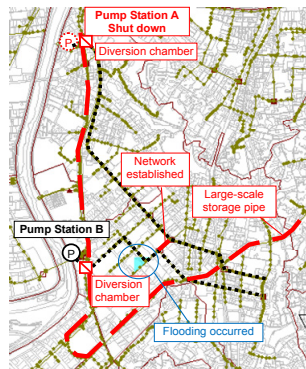 Pump Station A
Shut down
P
Diversion chamber
Network
established
Large-scale
storage pipe
Pump Station B
P
Diversion
chamber
Flooding occurred